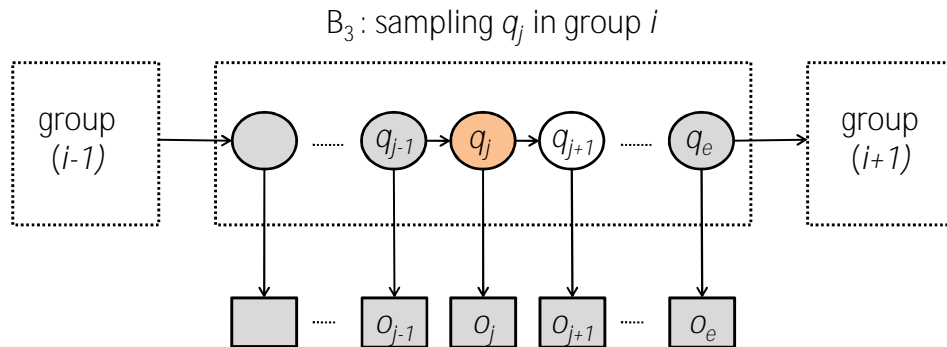 B₃ : sampling qⱼ in group i
group
(i-1)
....... qⱼ₋₁ qⱼ qⱼ₊₁ ....... qₑ
group
(i+1)
...... oⱼ₋₁ oⱼ oⱼ₊₁ ...... oₑ